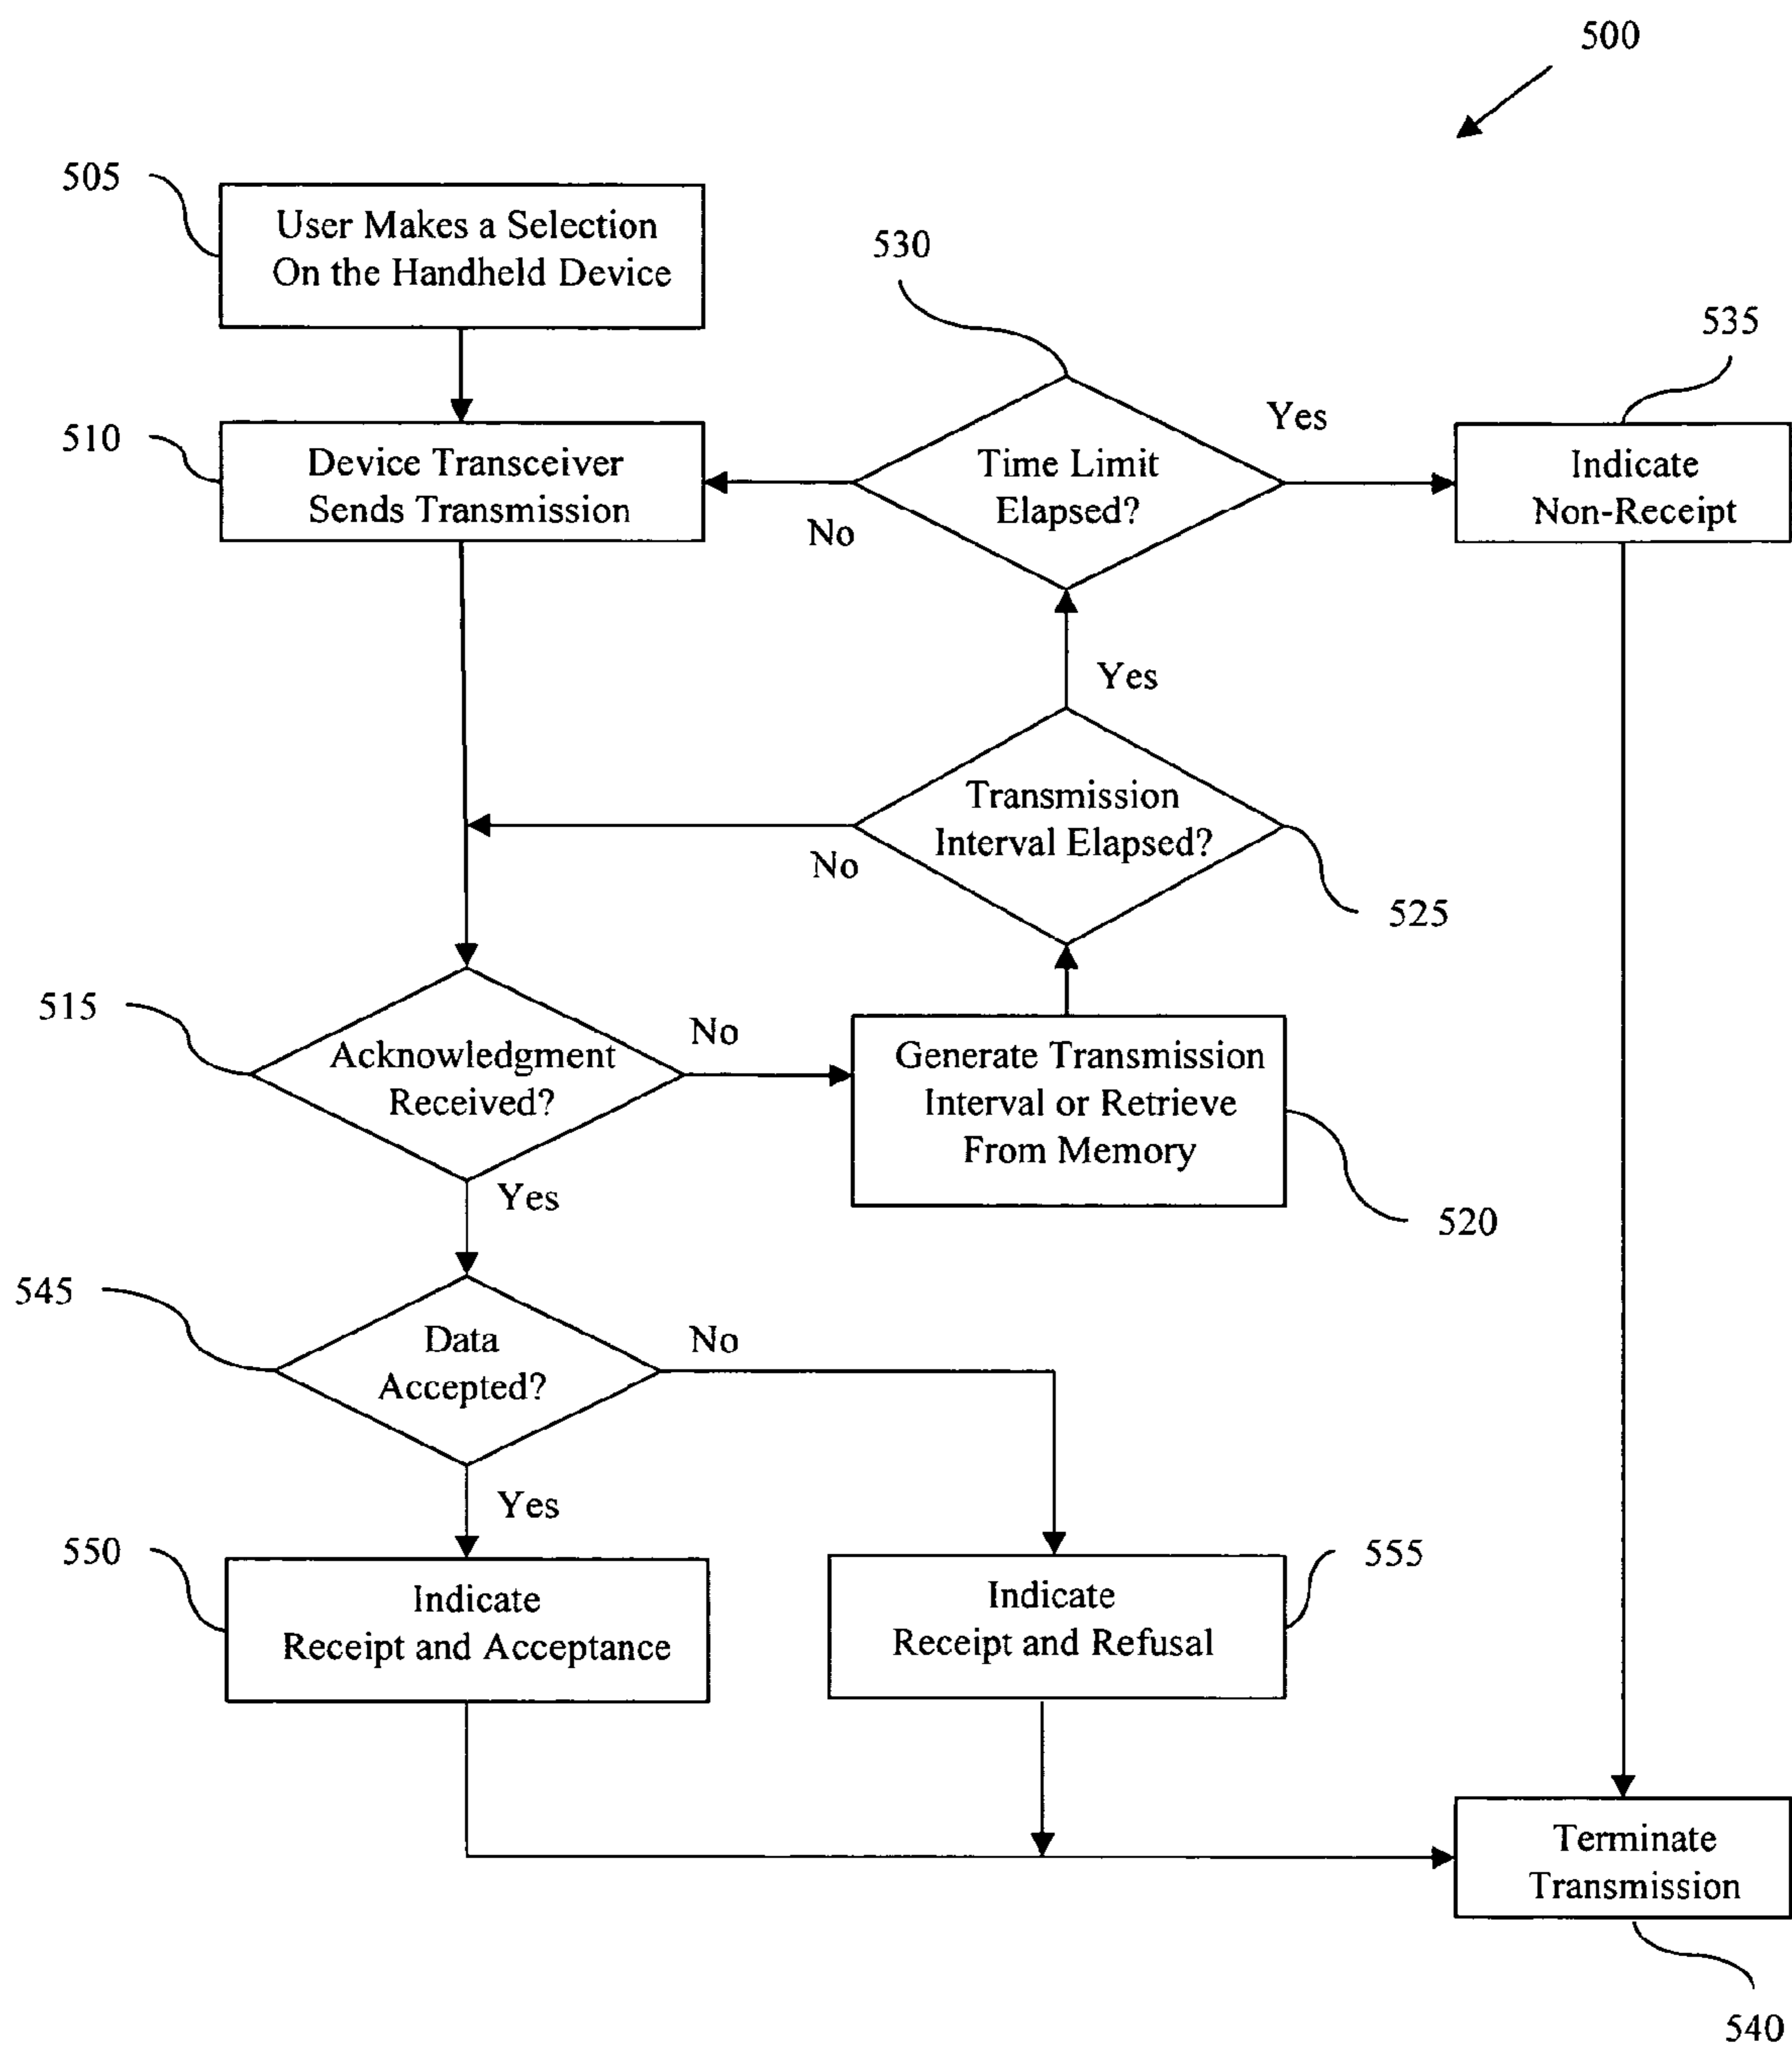 500
505
User Makes a Selection
On the Handheld Device
530
535
510
Device Transceiver
Sends Transmission
Time Limit
Elapsed?
Yes
No
Indicate
Non-Receipt
Yes
Transmission
Interval Elapsed?
No
525
515
Acknowledgment
Received?
No
Generate Transmission
Interval or Retrieve
From Memory
520
Yes
545
Data
Accepted?
No
Yes
550
Indicate
Receipt and Acceptance
Indicate
Receipt and Refusal
555
Terminate
Transmission
540